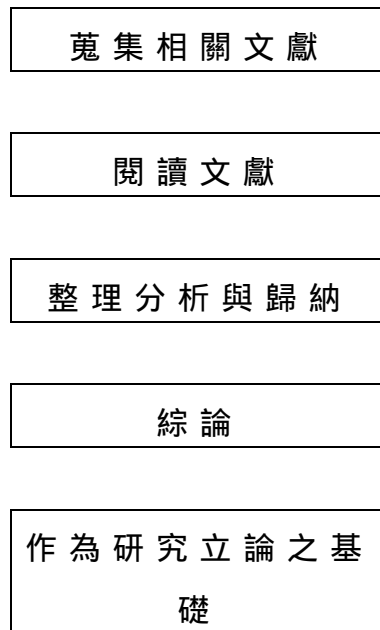 蒐集相關文獻
閱讀文獻
整理分析與歸納
綜論
作為研究立論之基
礎